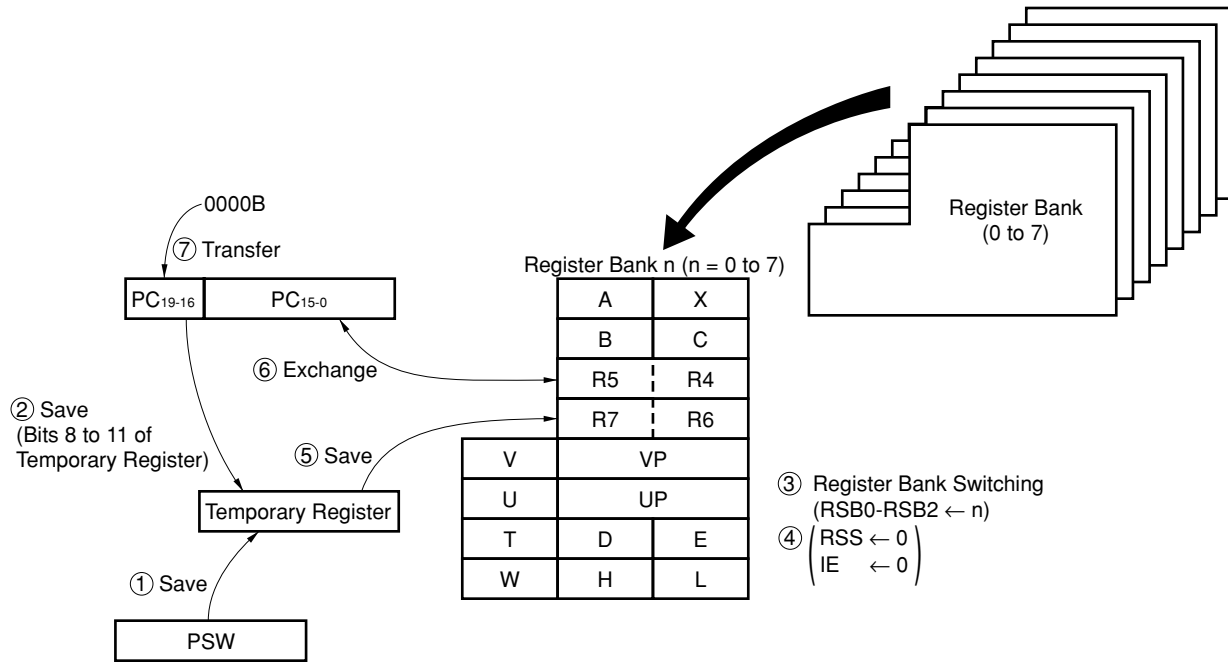 Register Bank
(0 to 7)
0000B
⑦ Transfer
PC19-16
PC15-0
⑥ Exchange
② Save
(Bits 8 to 11 of
Temporary Register)
⑤ Save
Temporary Register
① Save
PSW
Register Bank n (n = 0 to 7)
A X
B C
R5 R4
R7 R6
V VP
U UP
T D E
W H L
③ Register Bank Switching
(RSB0-RSB2 ← n)
④ RSS ← 0
IE ← 0